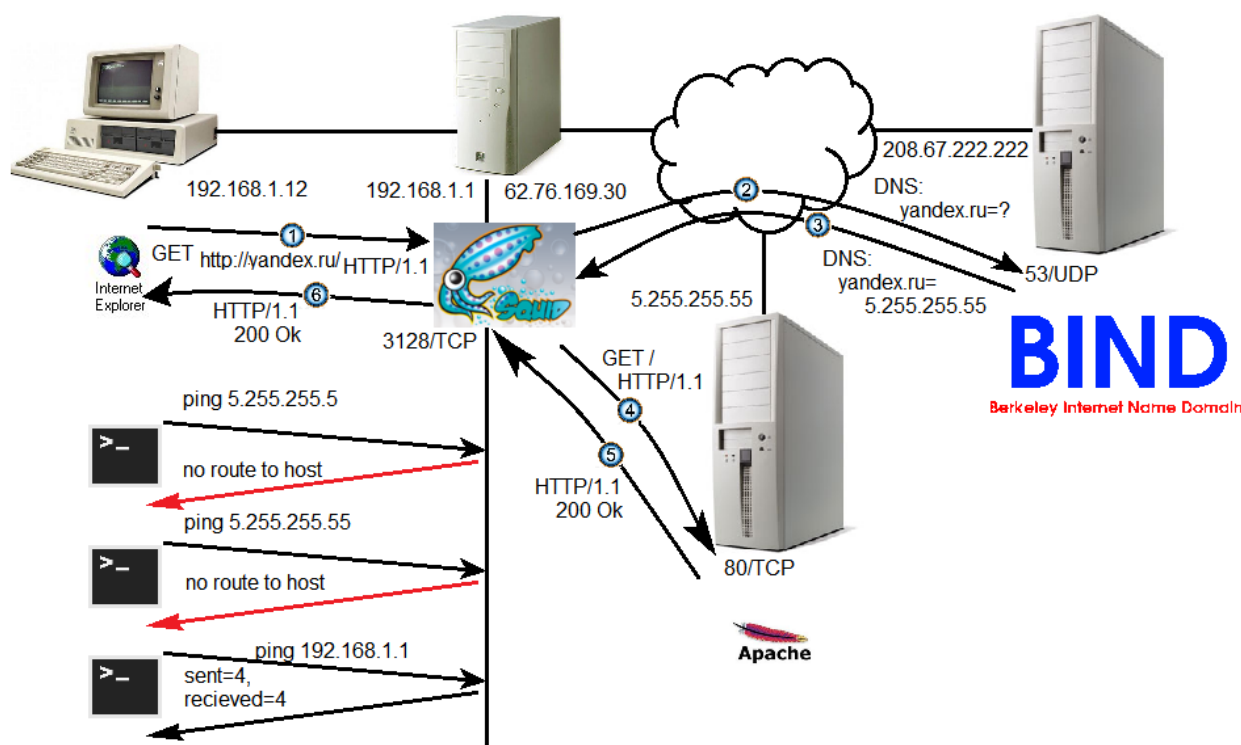 192.168.1.12
192.168.1.1
62.76.169.30
208.67.222.222
2
DNS:
yandex.ru=?
3
DNS:
yandex.ru=
5.255.255.55
53/UDP
1
GET http://yandex.ru/ HTTP/1.1
Internet
Explorer
6
HTTP/1.1
200 Ok
SQUID
3128/TCP
5.255.255.55
BIND
Berkeley Internet Name Domain
GET /
HTTP/1.1
4
5
HTTP/1.1
200 Ok
80/TCP
Apache
ping 5.255.255.5
>_
no route to host
ping 5.255.255.55
>_
no route to host
ping 192.168.1.1
>_
sent=4,
recieved=4